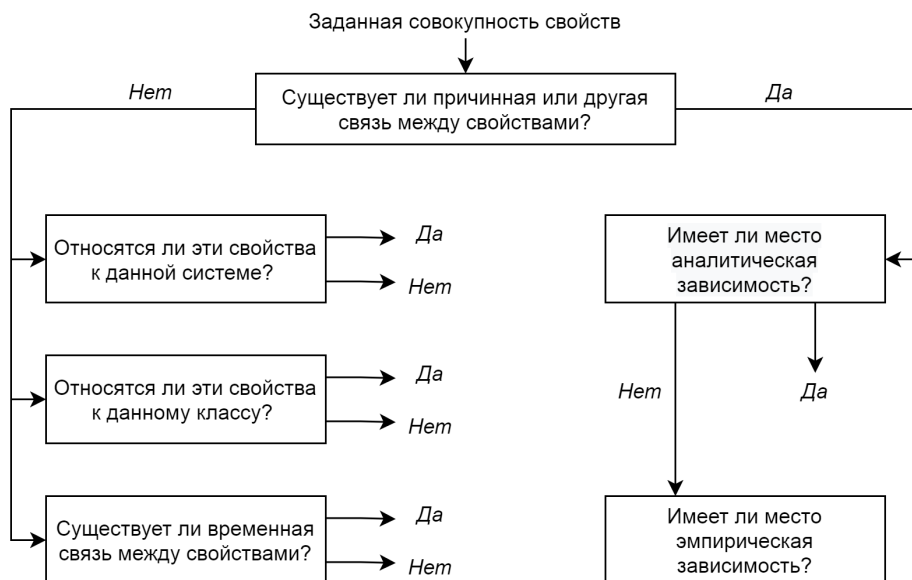 Заданная совокупность свойств
Нет
Да
Существует ли причинная или другая
связь между свойствами?
Относятся ли эти свойства
к данной системе?
Да
Нет
Имеет ли место
аналитическая
зависимость?
Относятся ли эти свойства
к данному классу?
Да
Нет
Нет
Да
Существует ли временная
связь между свойствами?
Да
Нет
Имеет ли место
эмпирическая
зависимость?